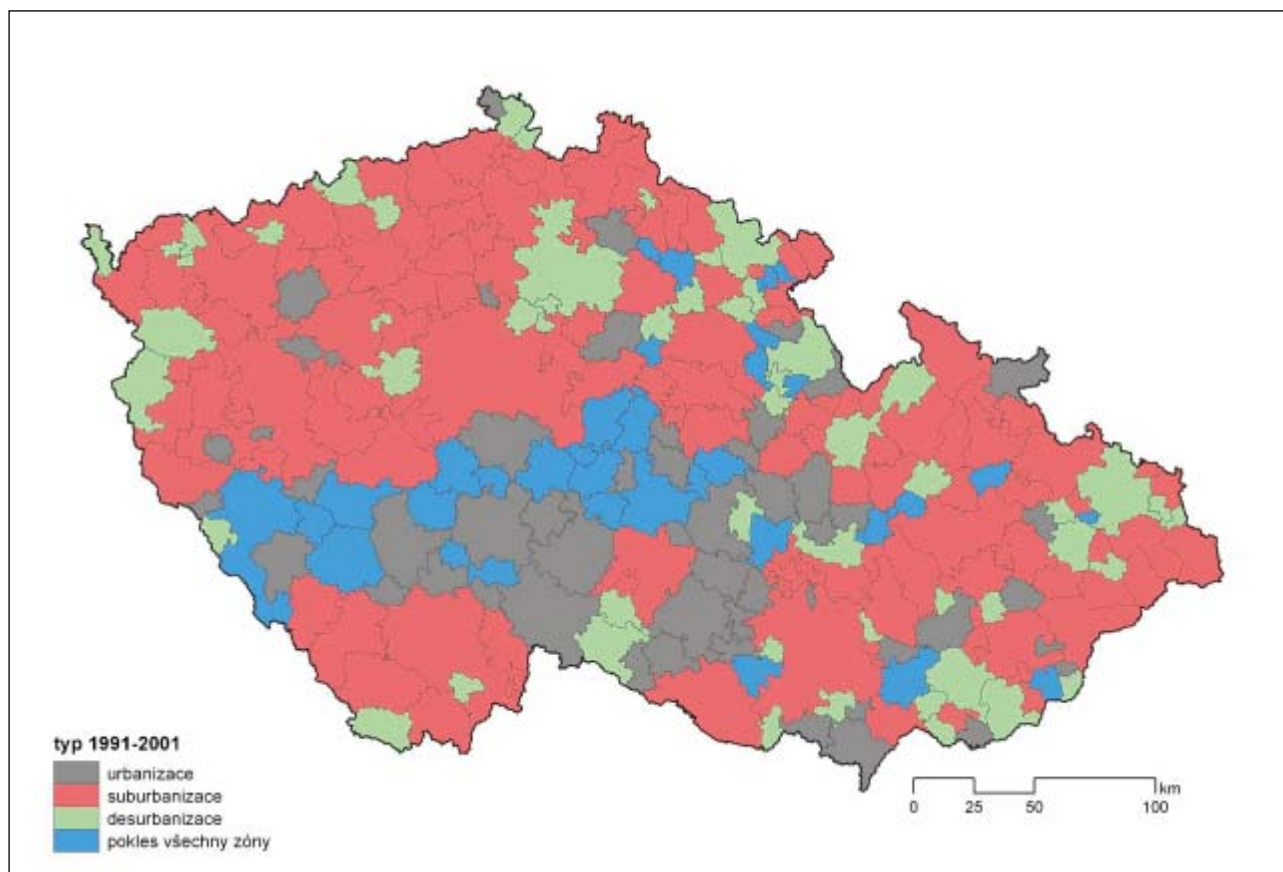 typ 1991-2001
urbanizace
suburbanizace
desurbanizace
pokles všechny zóny
km
0 25 50 100